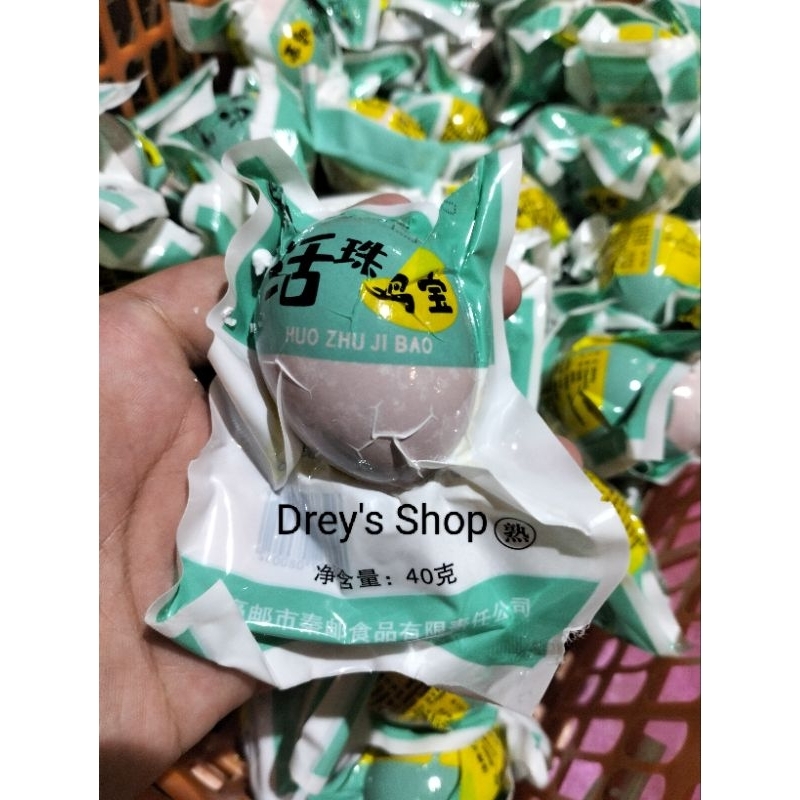 活珠
鸡宝
HUO ZHU JI BAO
Drey's Shop
熟
净含量：40克
高邮市秦邮食品有限责任公司